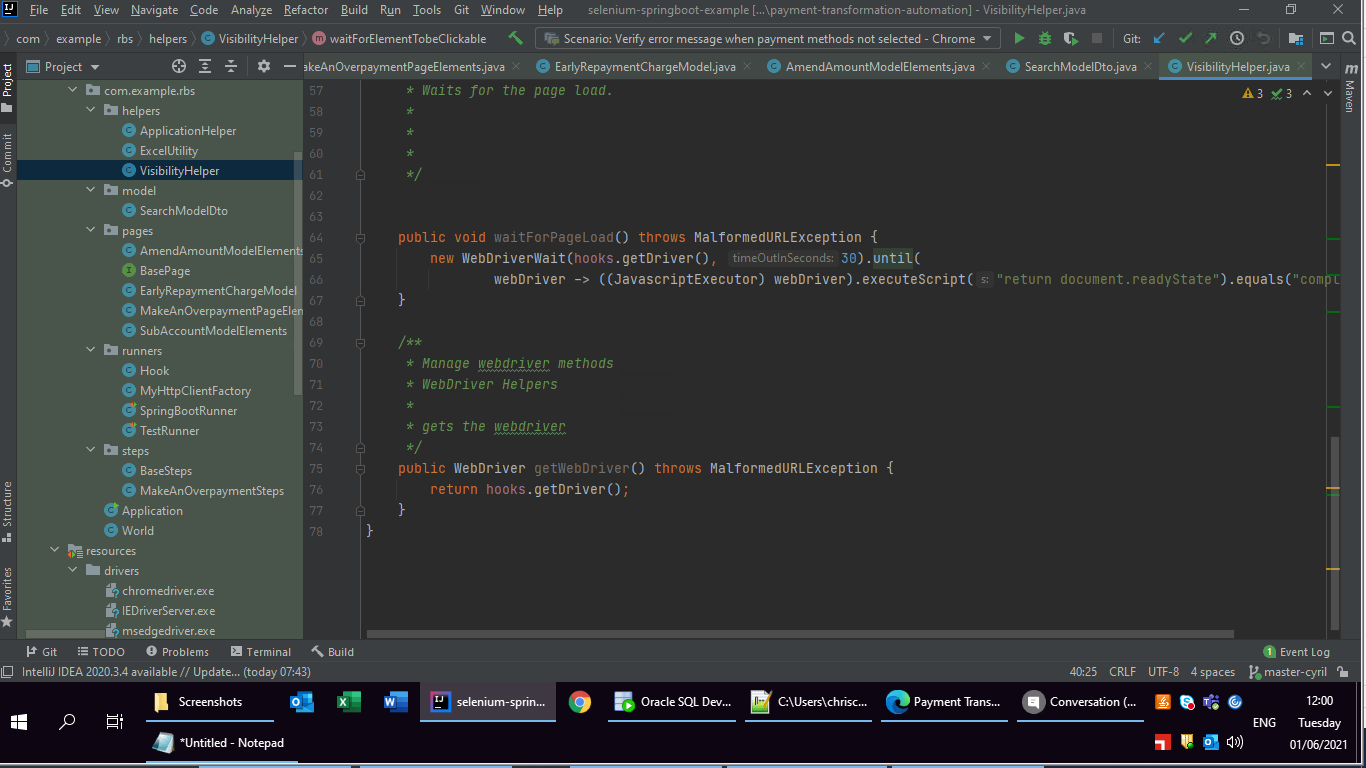 File Edit View Navigate Code Analyze Refactor Build Run Tools Git Window Help selenium-springboot-example [...\payment-transformation-automation] - VisibilityHelper.java
com example rbs helpers VisibilityHelper waitForElementTobeClickable Scenario: Verify error message when payment methods not selected - Chrome Git:
Project akeAnOverpaymentPageElements.java EarlyRepaymentChargeModel.java AmendAmountModelElements.java SearchModelDto.java VisibilityHelper.java
Project
Commit
Structure
Favorites
Maven
3 3
com.example.rbs
helpers
ApplicationHelper
ExcelUtility
VisibilityHelper
model
SearchModelDto
pages
AmendAmountModelElements
BasePage
EarlyRepaymentChargeModel
MakeAnOverpaymentPageElen
SubAccountModelElements
runners
Hook
MyHttpClientFactory
SpringBootRunner
TestRunner
steps
BaseSteps
MakeAnOverpaymentSteps
Application
World
resources
drivers
chromedriver.exe
IEDriverServer.exe
msedgedriver.exe
57 * Waits for the page load.
58 *
59 *
60 *
61 */
62
63
64 public void waitForPageLoad() throws MalformedURLException {
65 new WebDriverWait(hooks.getDriver(), timeOutInSeconds: 30).until(
66 webDriver -> ((JavascriptExecutor) webDriver).executeScript( s: "return document.readyState").equals("compl
67 }
68
69 /**
70 * Manage webdriver methods
71 * WebDriver Helpers
72 *
73 * gets the webdriver
74 */
75 public WebDriver getWebDriver() throws MalformedURLException {
76 return hooks.getDriver();
77 }
78 }
Git TODO Problems Terminal Build 1 Event Log
IntelliJ IDEA 2020.3.4 available // Update... (today 07:43) 40:25 CRLF UTF-8 4 spaces master-cyril
Screenshots selenium-sprin... Oracle SQL Dev... C:\Users\chrisc... Payment Trans... Conversation (... 12:00
ENG Tuesday
*Untitled - Notepad 01/06/2021